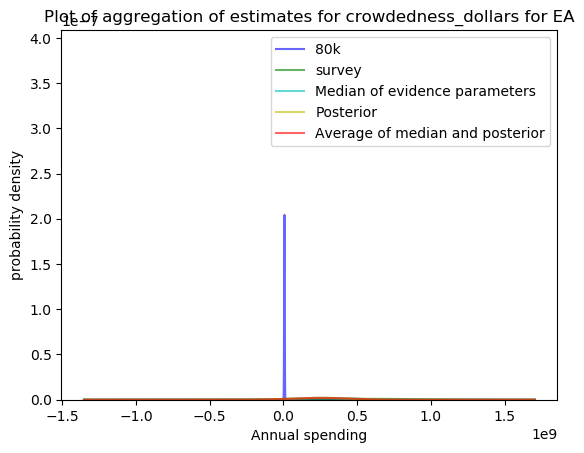 Plot of aggregation of estimates for crowdedness_dollars for EA
1e−7
4.0
3.5
3.0
2.5
2.0
1.5
1.0
0.5
0.0
probability density
80k
survey
Median of evidence parameters
Posterior
Average of median and posterior
−1.5 −1.0 −0.5 0.0 0.5 1.0 1.5
1e9
Annual spending